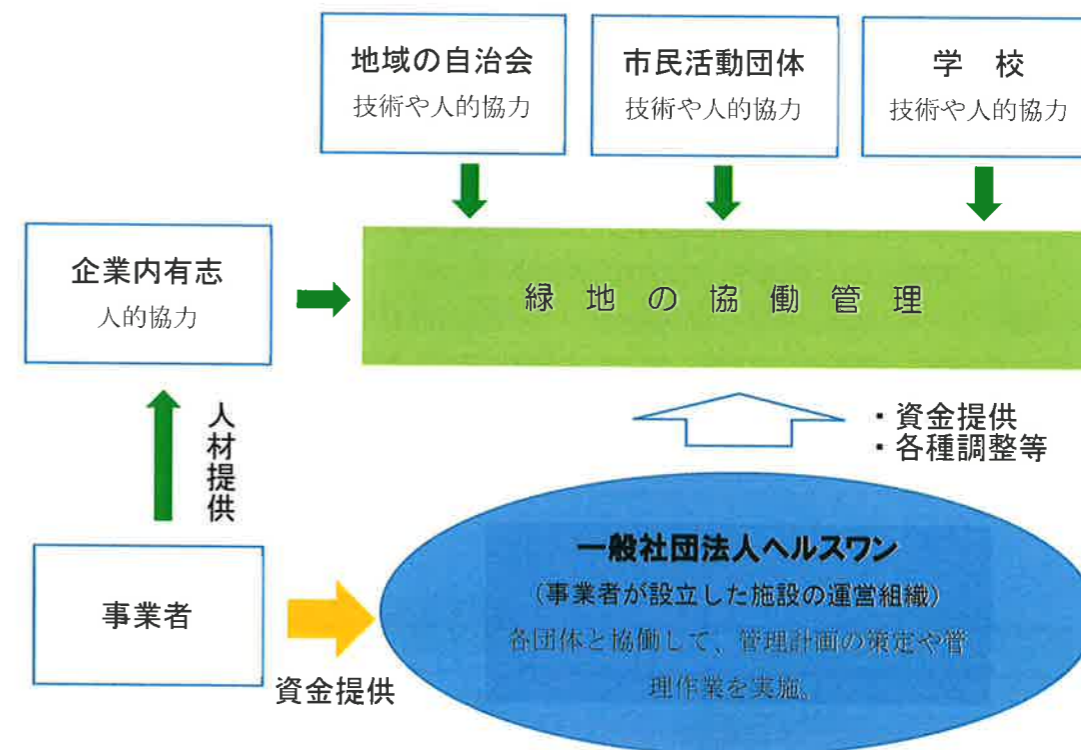 地域の自治会
技術や人的協力
市民活動団体
技術や人的協力
学　校
技術や人的協力
企業内有志
人的協力
緑地の協働管理
人材提供
・資金提供
・各種調整等
事業者
資金提供
一般社団法人ヘルスワン
（事業者が設立した施設の運営組織）
各団体と協働して、管理計画の策定や管
理作業を実施。